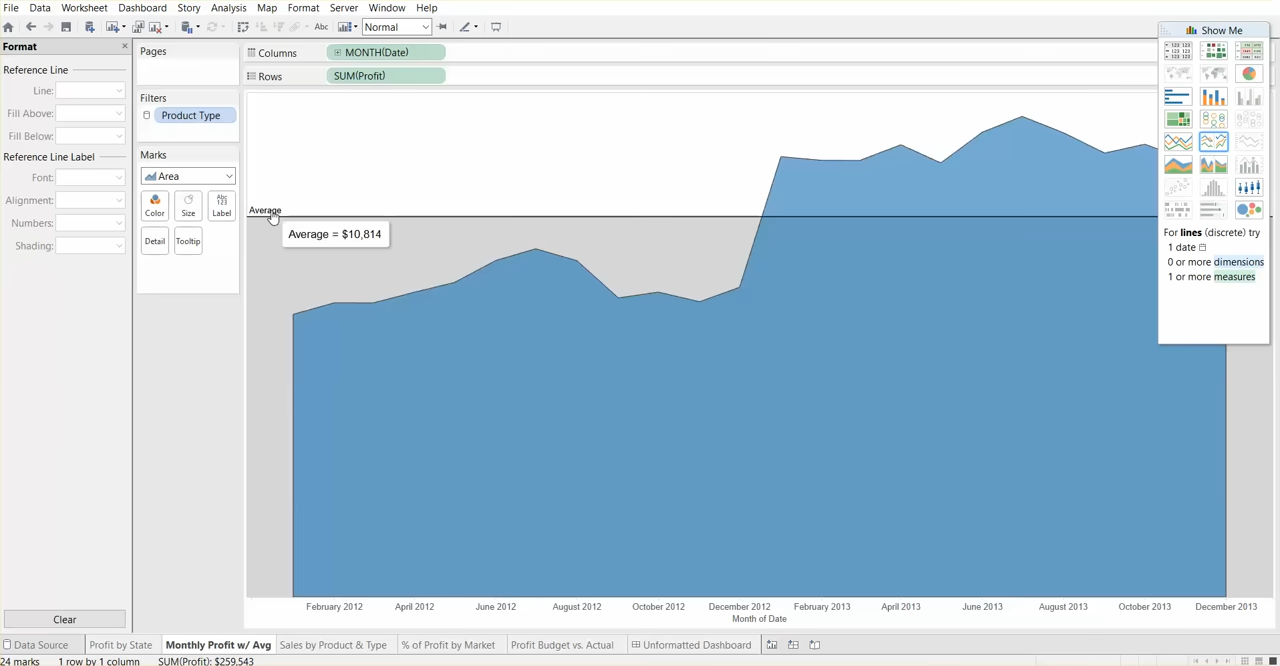 File Data Worksheet Dashboard Story Analysis Map Format Server Window Help
Abc Normal
Show Me
Format
Reference Line
Line:
Fill Above:
Fill Below:
Reference Line Label
Font:
Alignment:
Numbers:
Shading:
Clear
Pages
Filters
Product Type
Marks
Area
Color Size Label
Detail Tooltip
Columns MONTH(Date)
Rows SUM(Profit)
Average
Average = $10,814
February 2012 April 2012 June 2012 August 2012 October 2012 December 2012 February 2013 April 2013 June 2013 August 2013 October 2013 December 2013
Month of Date
For lines (discrete) try
1 date
0 or more dimensions
1 or more measures
Data Source Profit by State Monthly Profit w/ Avg Sales by Product & Type % of Profit by Market Profit Budget vs. Actual Unformatted Dashboard
24 marks 1 row by 1 column SUM(Profit): $259,543